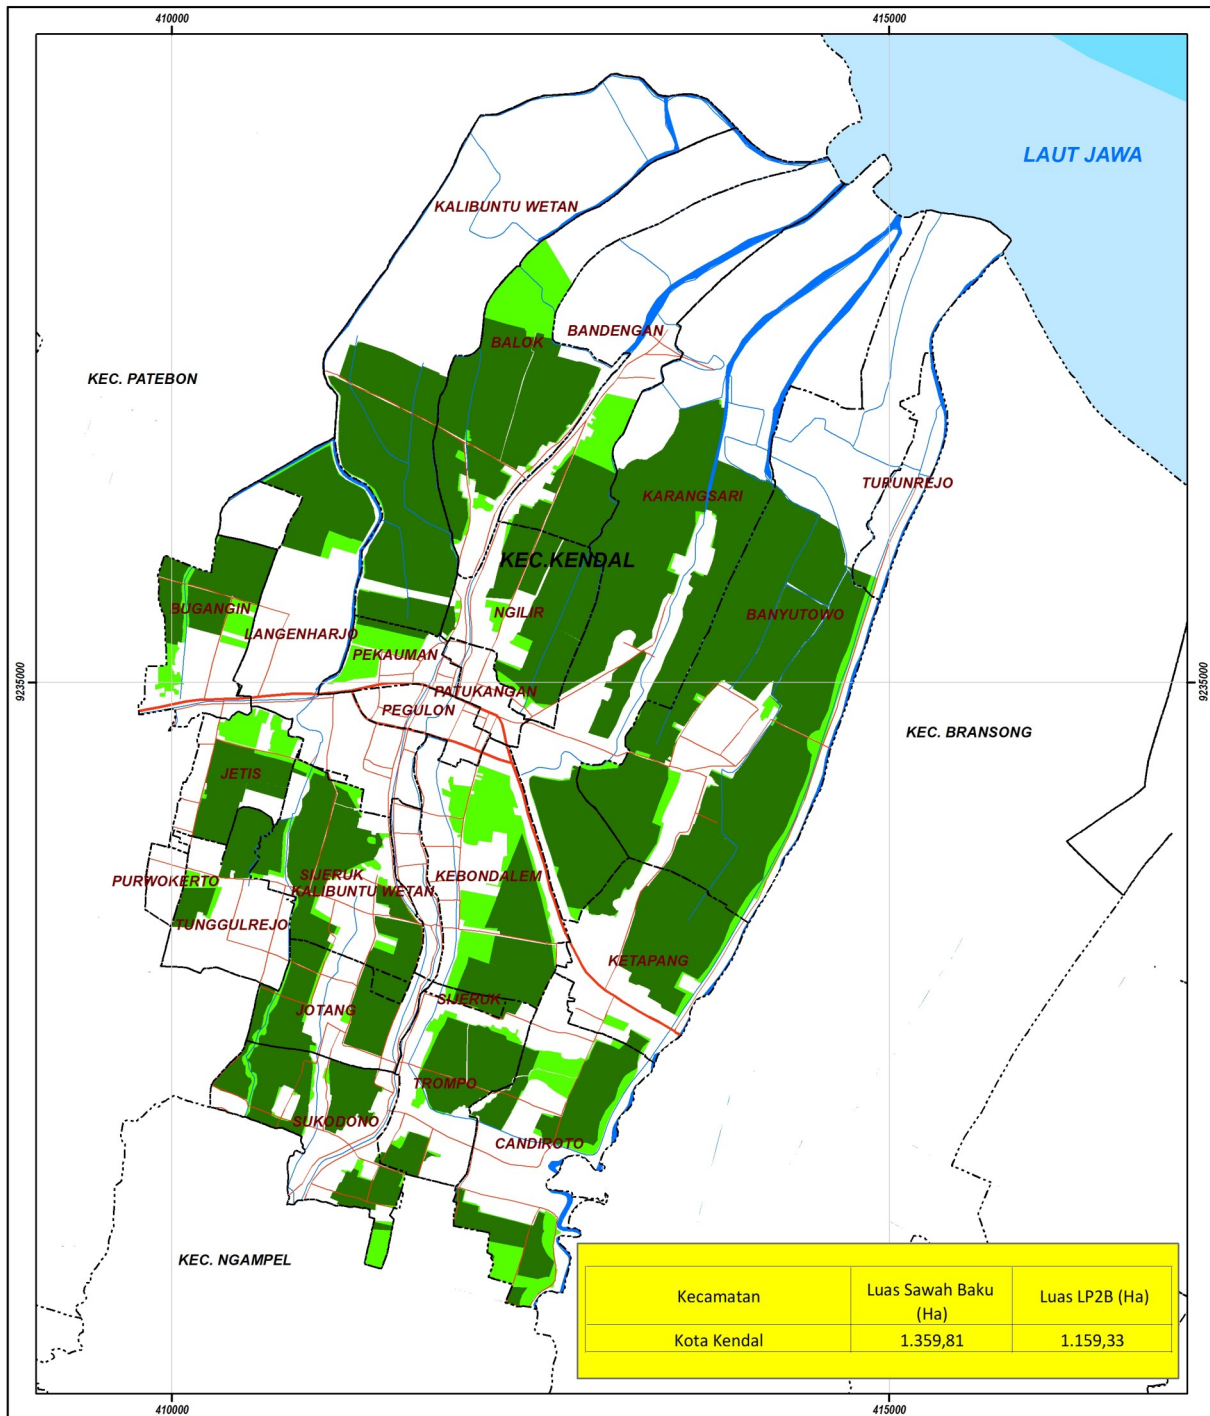 410000
415000
LAUT JAWA
KALIBUNTU WETAN
BANDENGAN
BALOK
KEC. PATEBON
TUPUNREJO
KARANGSARI
KEC.KENDAL
BUGANGIN
NGILIR
BANYUTOWO
LANGENHARJO
PEKAUMAN
9235000
9235000
PATUKANGAN
PEGULON
KEC. BRANSONG
JETIS
PURWOKERTO
SIJERUK
KEBONDALEM
KALIBUNTU WETAN
TUNGGULREJO
KETAPANG
SIJERUK
JOTANG
TROMPO
SUKODONO
CANDIROTO
KEC. NGAMPEL
Kecamatan
Luas Sawah Baku
(Ha)
Luas LP2B (Ha)
Kota Kendal
1.359,81
1.159,33
410000
415000